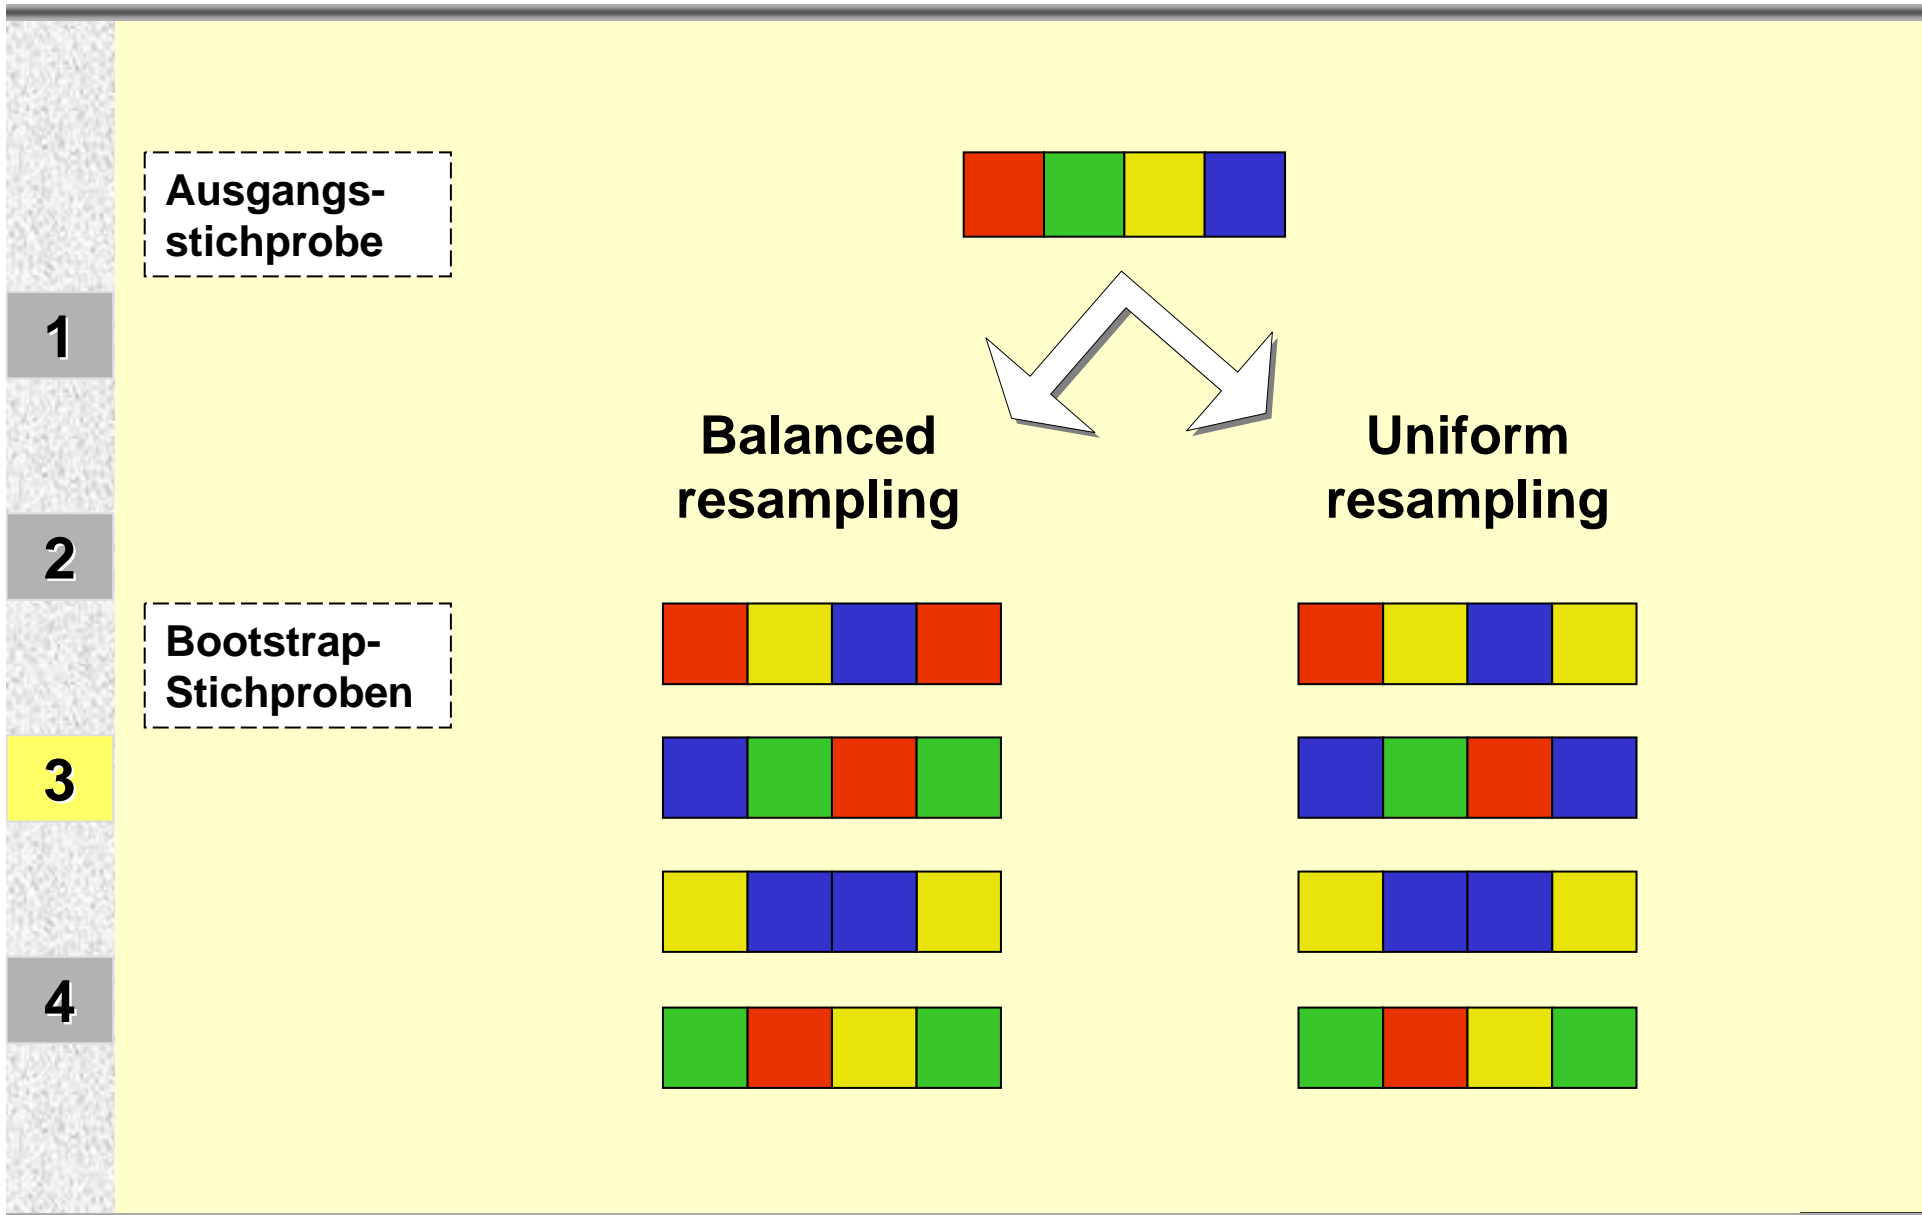 Ausgangs-
stichprobe
1
Balanced
resampling
Uniform
resampling
2
Bootstrap-
Stichproben
3
4